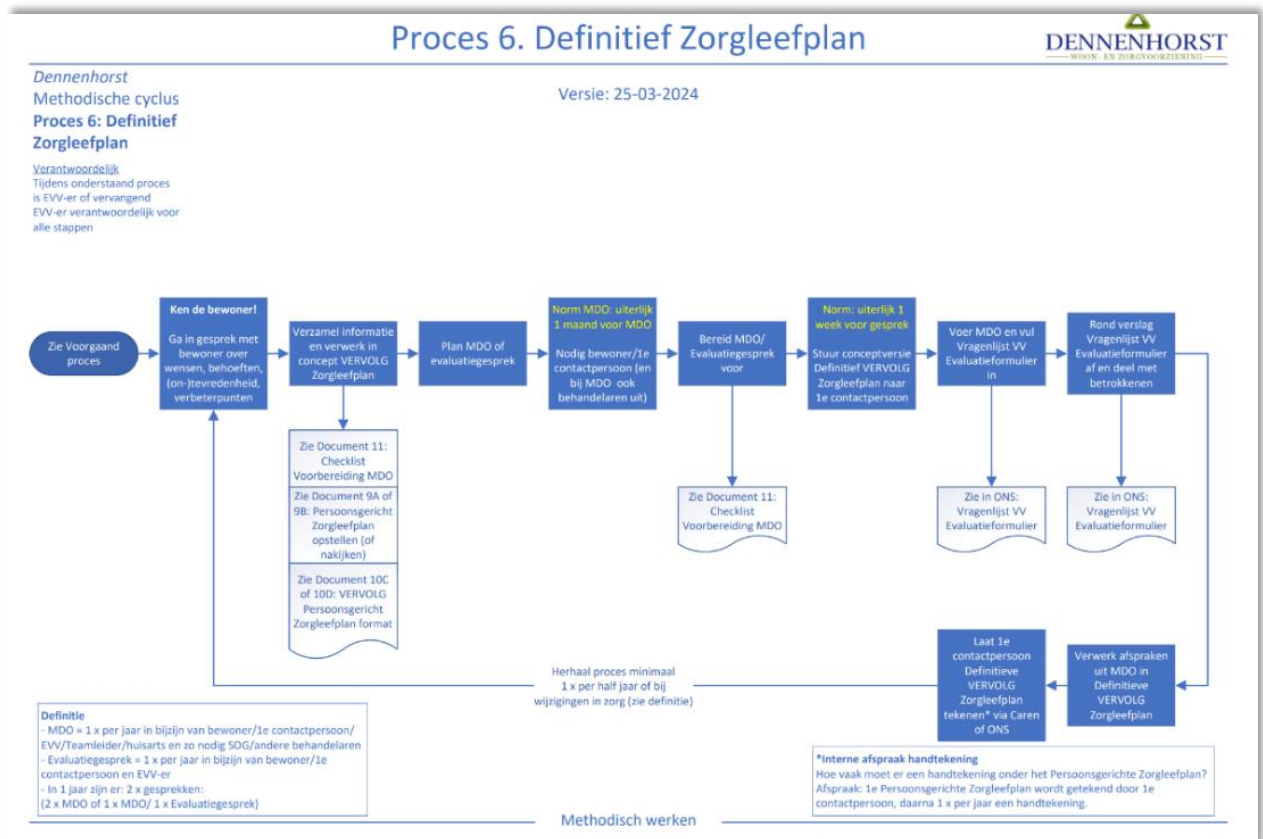 Proces 6. Definitief Zorgleefplan
DENNENHORST
WOON- EN ZORGVOORZIENING
Dennenhorst
Methodische cyclus
Proces 6: Definitief
Zorgleefplan
Versie: 25-03-2024
Verantwoordelijk
Tijdens onderstaand proces
is EVV-er of vervangend
EVV-er verantwoordelijk voor
alle stappen
Zie Voorgaand
proces
Ken de bewoner!
Ga in gesprek met
bewoner over
wensen, behoeften,
(on-)tevredenheid,
verbeterpunten
Verzamel informatie
en verwerk in
concept VERVOLG
Zorgleefplan
Plan MDO of
evaluatiegesprek
Norm MDO: uiterlijk
1 maand voor MDO
Nodig bewoner/1e
contactpersoon (en
bij MDO ook
behandelaren uit)
Bereid MDO/
Evaluatiegesprek
voor
Norm: uiterlijk 1
week voor gesprek
Stuur conceptversie
Definitief VERVOLG
Zorgleefplan naar
1e contactpersoon
Voer MDO en vul
Vragenlijst VV
Evaluatieformulier
in
Rond verslag
Vragenlijst VV
Evaluatieformulier
af en deel met
betrokkenen
Zie Document 11:
Checklist
Voorbereiding MDO
Zie Document 9A of
9B: Persoonsgericht
Zorgleefplan
opstellen (of
nakijken)
Zie Document 10C
of 10D: VERVOLG
Persoonsgericht
Zorgleefplan format
Zie Document 11:
Checklist
Voorbereiding MDO
Zie in ONS:
Vragenlijst VV
Evaluatieformulier
Zie in ONS:
Vragenlijst VV
Evaluatieformulier
Laat 1e
contactpersoon
Definitieve
VERVOLG
Zorgleefplan
tekenen* via Caren
of ONS
Verwerk afspraken
uit MDO in
Definitieve
VERVOLG
Zorgleefplan
Herhaal proces minimaal
1 x per half jaar of bij
wijzigingen in zorg (zie definitie)
Definitie
- MDO = 1 x per jaar in bijzijn van bewoner/1e contactpersoon/
EVV/Teamleider/huisarts en zo nodig SOG/andere behandelaren
- Evaluatiegesprek = 1 x per jaar in bijzijn van bewoner/1e
contactpersoon en EVV-er
- In 1 jaar zijn er: 2 x gesprekken:
(2 x MDO of 1 x MDO/ 1 x Evaluatiegesprek)
*Interne afspraak handtekening
Hoe vaak moet er een handtekening onder het Persoonsgerichte Zorgleefplan?
Afspraak: 1e Persoonsgerichte Zorgleefplan wordt getekend door 1e
contactpersoon, daarna 1 x per jaar een handtekening.
Methodisch werken